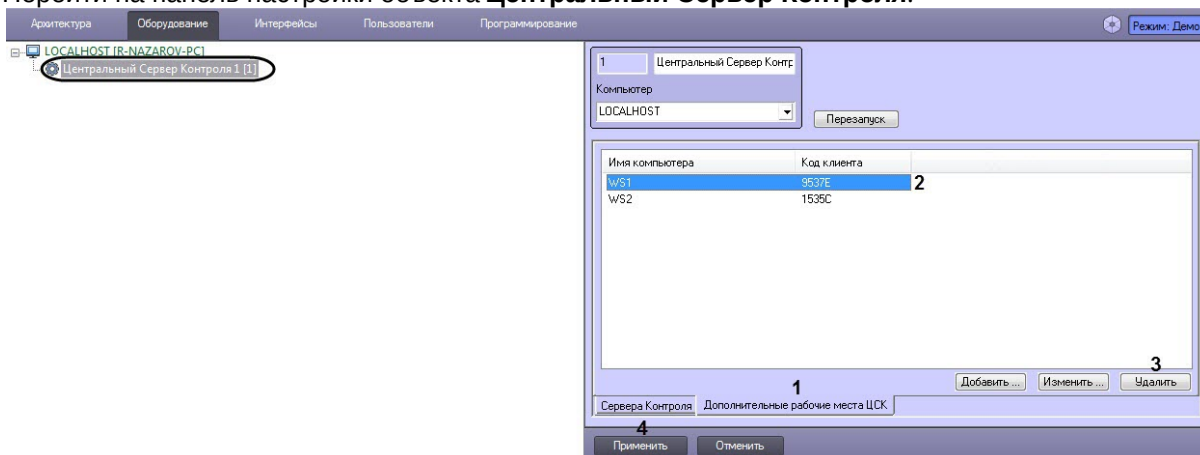 Перейти на панель настройки объекта Центральный Сервер Контроля.
Архитектура Оборудование Интерфейсы Пользователи Программирование Режим: Демо
LOCALHOST [R-NAZAROV-PC]
Центральный Сервер Контроля 1 [1]
1 Центральный Сервер Контр
Компьютер
LOCALHOST
Перезапуск
Имя компьютера Код клиента
WS1 9537E 2
WS2 1535C
3
Добавить ... Изменить ... Удалить
1
Сервера Контроля Дополнительные рабочие места ЦСК
4
Применить Отменить